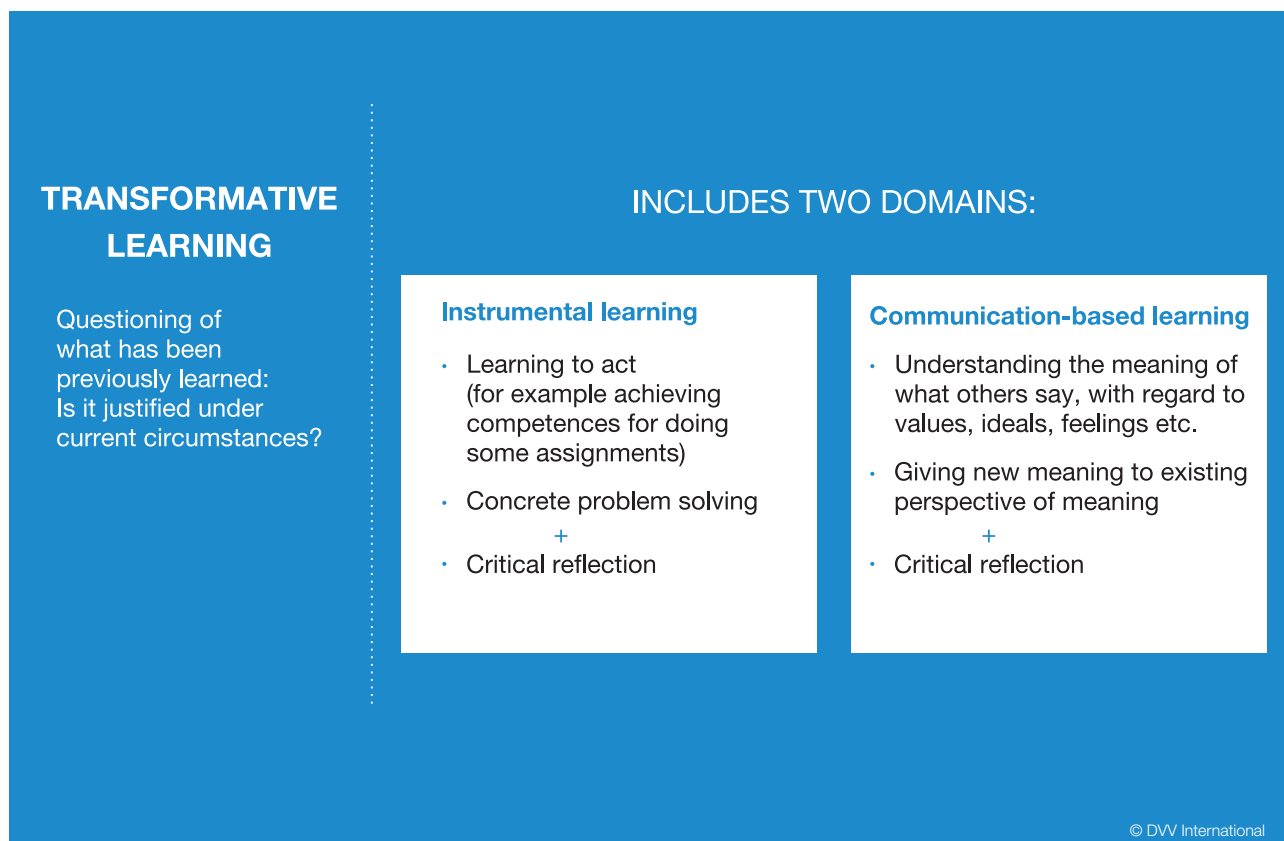 TRANSFORMATIVE
LEARNING
Questioning of
what has been
previously learned:
Is it justified under
current circumstances?
INCLUDES TWO DOMAINS:
Instrumental learning
· Learning to act
(for example achieving
competences for doing
some assignments)
· Concrete problem solving
+
· Critical reflection
Communication-based learning
· Understanding the meaning of
what others say, with regard to
values, ideals, feelings etc.
· Giving new meaning to existing
perspective of meaning
+
· Critical reflection
© DVV International